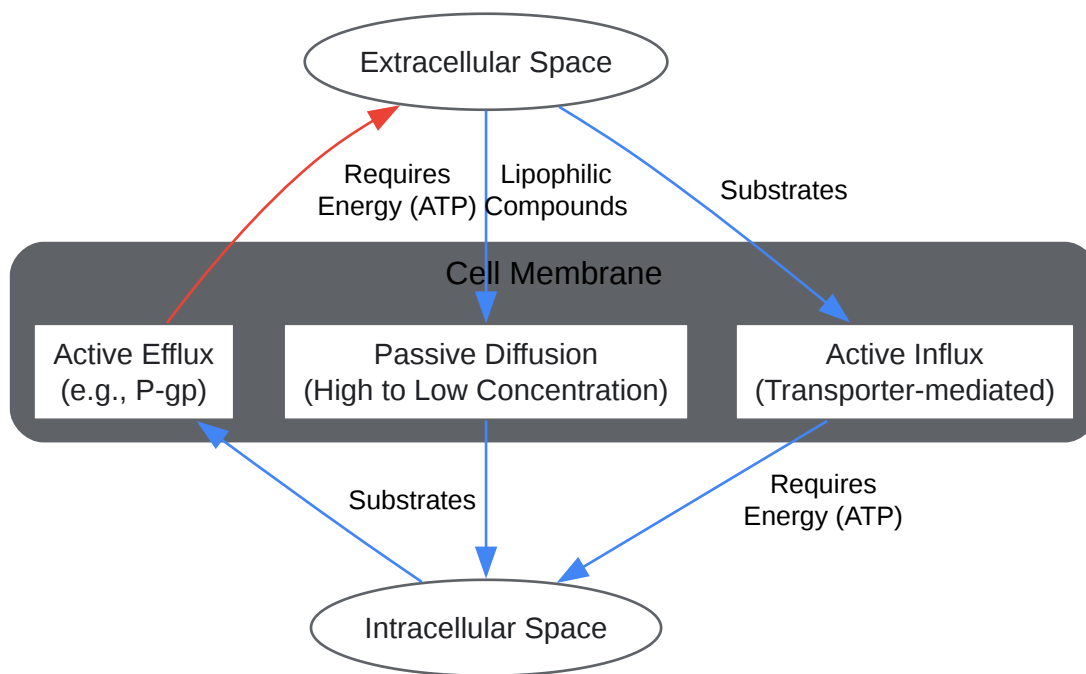 Extracellular Space
Requires
Energy (ATP)
Lipophilic
Compounds
Substrates
Cell Membrane
Active Efflux
(e.g., P-gp)
Passive Diffusion
(High to Low Concentration)
Active Influx
(Transporter-mediated)
Substrates
Requires
Energy (ATP)
Intracellular Space